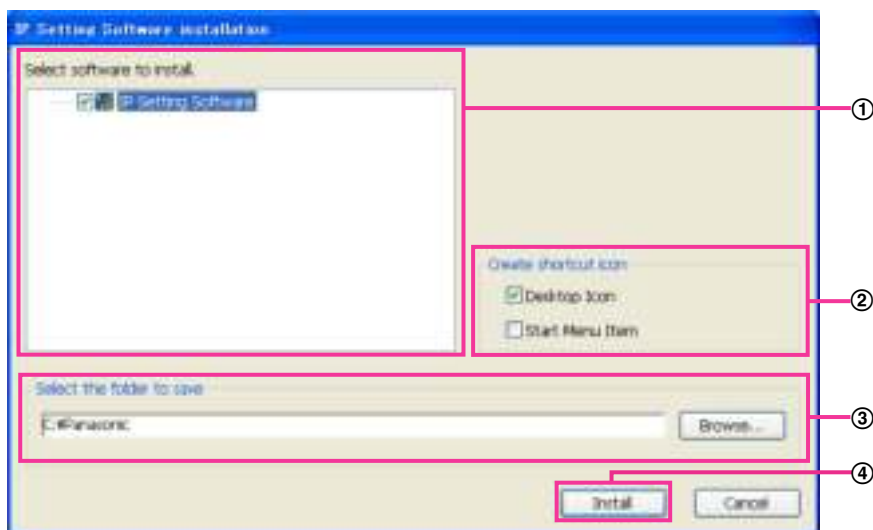 IP Setting Software installation
Select software to install.
IP Setting Software
①
Create shortcut icon
Desktop Icon
②
Start Menu Item
Select the folder to save
C:\Panasonic
Browse...
③
④
Install
Cancel